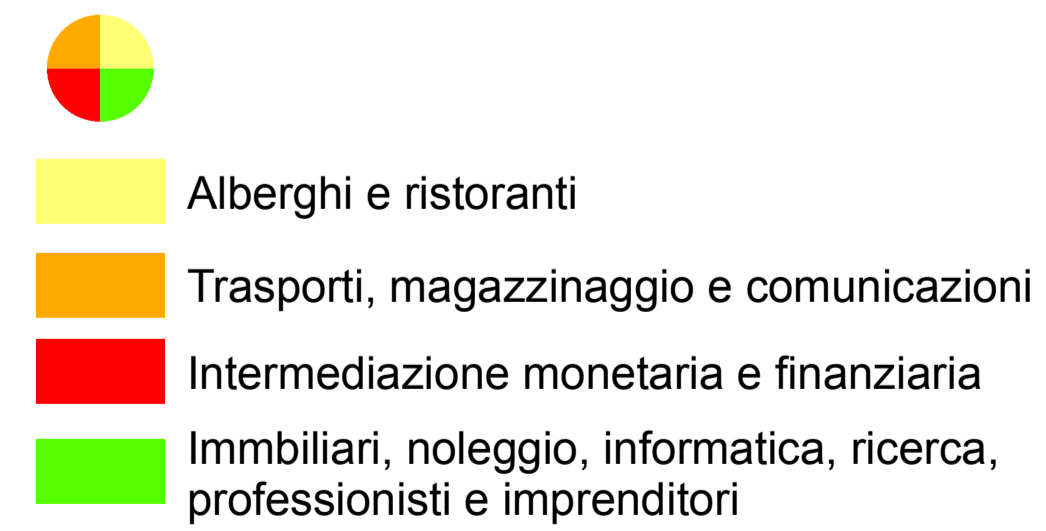 Alberghi e ristoranti
Trasporti, magazzinaggio e comunicazioni
Intermediazione monetaria e finanziaria
Immbiliari, noleggio, informatica, ricerca,
professionisti e imprenditori